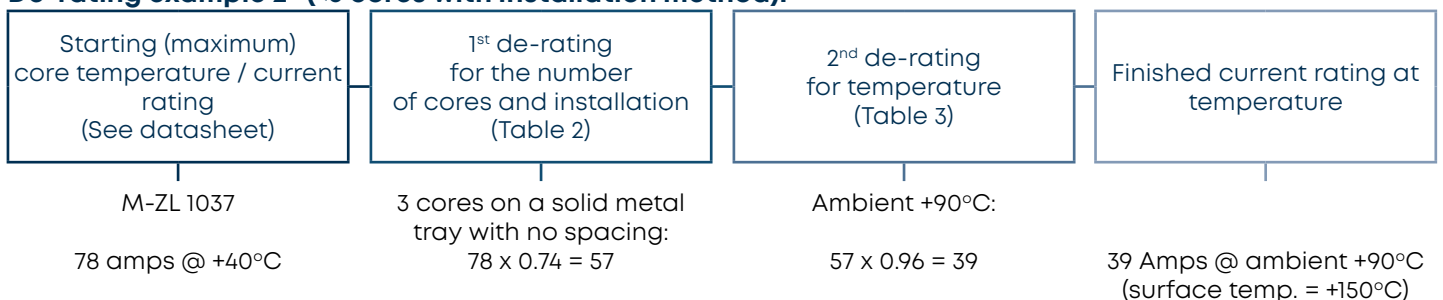 Starting (maximum)
core temperature / current
rating
(See datasheet)
1st de-rating
for the number
of cores and installation
(Table 2)
2nd de-rating
for temperature
(Table 3)
Finished current rating at
temperature
M-ZL 1037
78 amps @ +40°C
3 cores on a solid metal
tray with no spacing:
78 x 0.74 = 57
Ambient +90°C:
57 x 0.96 = 39
39 Amps @ ambient +90°C
(surface temp. = +150°C)